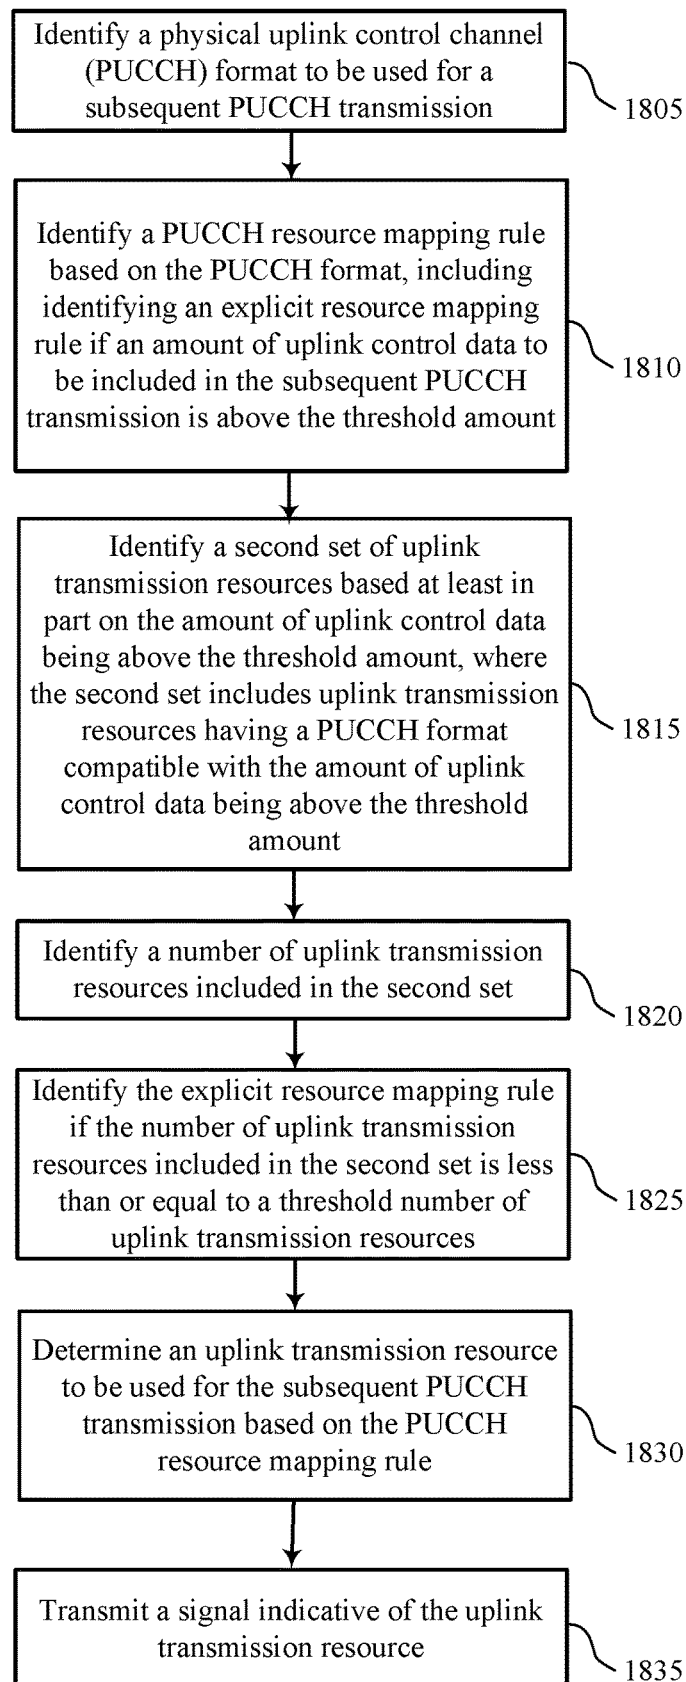 Identify a physical uplink control channel
(PUCCH) format to be used for a
subsequent PUCCH transmission
1805
Identify a PUCCH resource mapping rule
based on the PUCCH format, including
identifying an explicit resource mapping
rule if an amount of uplink control data to
be included in the subsequent PUCCH
transmission is above the threshold amount
1810
Identify a second set of uplink
transmission resources based at least in
part on the amount of uplink control data
being above the threshold amount, where
the second set includes uplink transmission
resources having a PUCCH format
compatible with the amount of uplink
control data being above the threshold
amount
1815
Identify a number of uplink transmission
resources included in the second set
1820
Identify the explicit resource mapping rule
if the number of uplink transmission
resources included in the second set is less
than or equal to a threshold number of
uplink transmission resources
1825
Determine an uplink transmission resource
to be used for the subsequent PUCCH
transmission based on the PUCCH
resource mapping rule
1830
Transmit a signal indicative of the uplink
transmission resource
1835